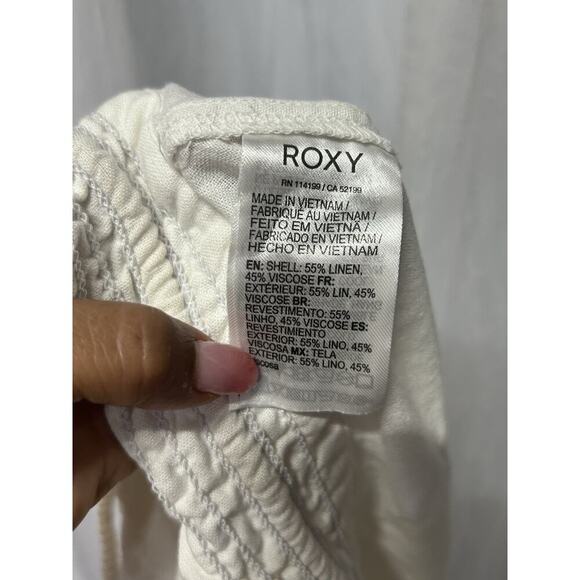 ROXY
RN 114199 / CA 52199
MADE IN VIETNAM /
FABRIQUÉ AU VIETNAM /
FEITO EM VIETNÃ /
FABRICADO EN VIETNAM /
HECHO EN VIETNAM
EN: SHELL: 55% LINEN,
45% VISCOSE FR:
EXTÉRIEUR: 55% LIN, 45%
VISCOSE BR:
REVESTIMENTO: 55%
LINHO, 45% VISCOSE ES:
REVESTIMIENTO
EXTERIOR: 55% LINO, 45%
VISCOSA MX: TELA
EXTERIOR: 55% LINO, 45%
viscosa